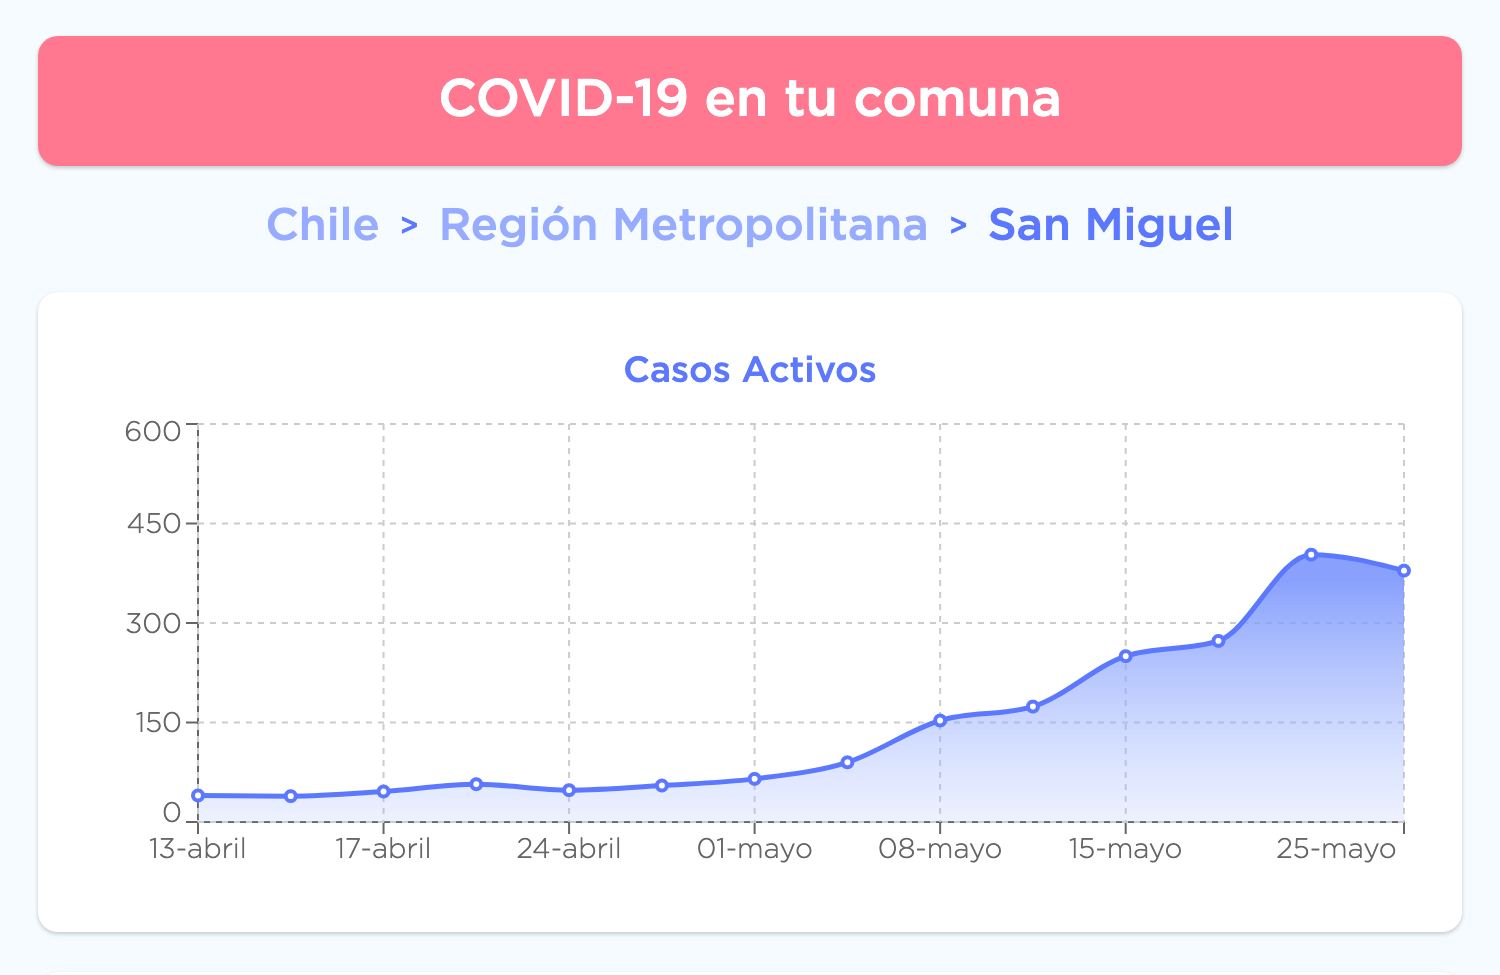 COVID-19 en tu comuna
Chile > Región Metropolitana > San Miguel
Casos Activos
600
450
300
150
0
13-abril 17-abril 24-abril 01-mayo 08-mayo 15-mayo 25-mayo